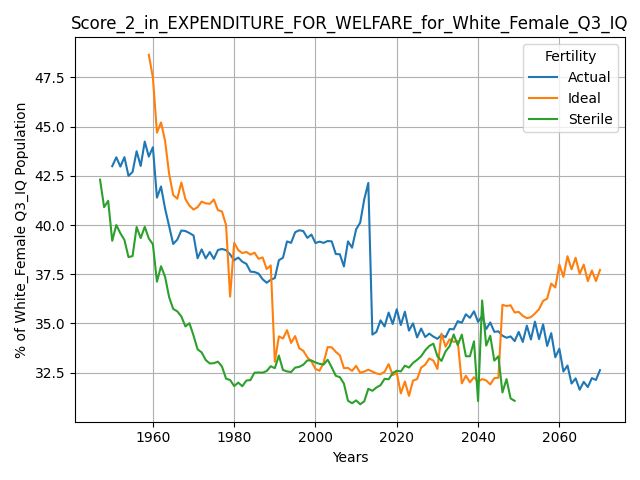 Score_2_in_EXPENDITURE_FOR_WELFARE_for_White_Female_Q3_IQ
Fertility
Actual
Ideal
Sterile
% of White_Female Q3_IQ Population
47.5
45.0
42.5
40.0
37.5
35.0
32.5
1960
1980
2000
2020
2040
2060
Years